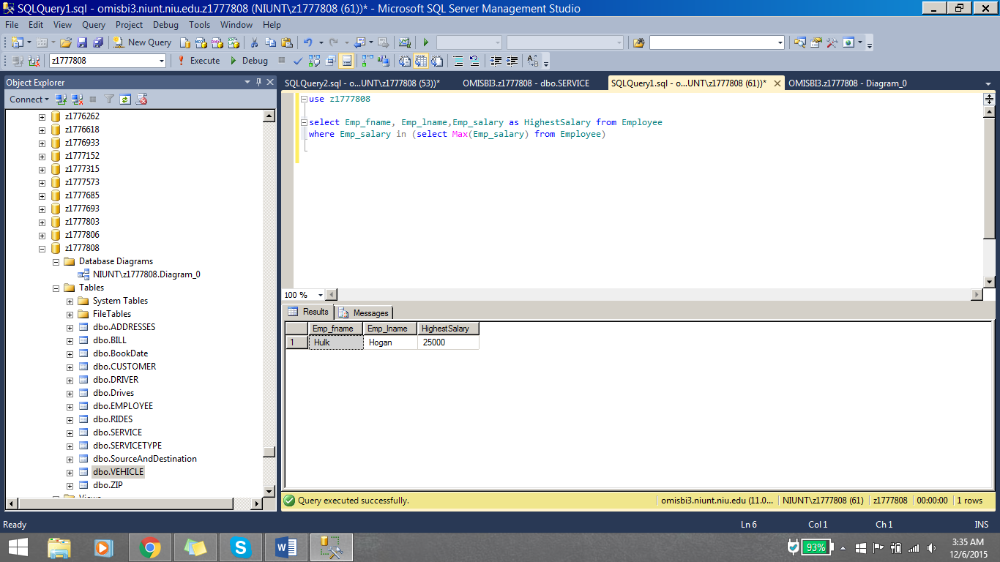 SQLQuery1.sql - omisbi3.niunt.niu.edu.z1777808 (NIUNT\z1777808 (61))* - Microsoft SQL Server Management Studio
File Edit View Query Project Debug Tools Window Help
New Query
z1777808 Execute Debug
Object Explorer
Connect
z1776262
z1776618
z1776933
z1777152
z1777315
z1777573
z1777685
z1777693
z1777803
z1777806
z1777808
Database Diagrams
NIUNT\z1777808.Diagram_0
Tables
System Tables
FileTables
dbo.ADDRESSES
dbo.BILL
dbo.BookDate
dbo.CUSTOMER
dbo.DRIVER
dbo.Drives
dbo.EMPLOYEE
dbo.RIDES
dbo.SERVICE
dbo.SERVICETYPE
dbo.SourceAndDestination
dbo.VEHICLE
dbo.ZIP
Views
SQLQuery2.sql - o...UNT\z1777808 (53))* OMISBI3.z1777808 - dbo.SERVICE SQLQuery1.sql - o...UNT\z1777808 (61))* OMISBI3.z1777808 - Diagram_0
use z1777808
select Emp_fname, Emp_lname,Emp_salary as HighestSalary from Employee
where Emp_salary in (select Max(Emp_salary) from Employee)
100 %
Results Messages
Emp_fname Emp_lname HighestSalary
1 Hulk Hogan 25000
Query executed successfully. omisbi3.niunt.niu.edu (11.0... NIUNT\z1777808 (61) z1777808 00:00:00 1 rows
Ready Ln 6 Col 1 Ch 1 INS
93%
3:35 AM
12/6/2015